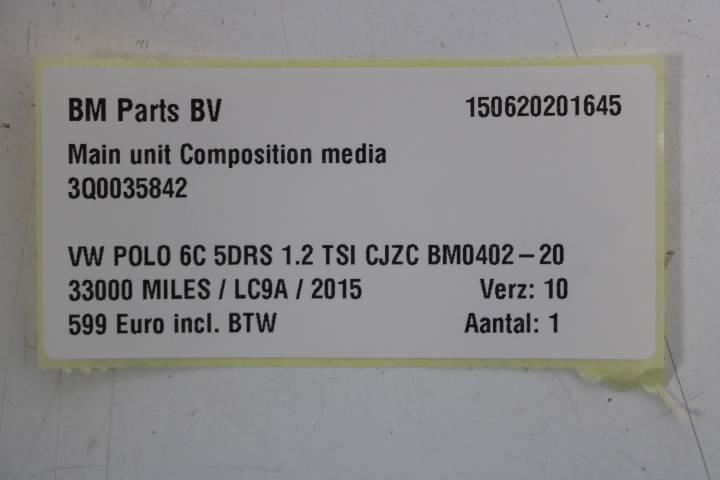 BM Parts BV 150620201645
Main unit Composition media
3Q0035842
VW POLO 6C 5DRS 1.2 TSI CJZC BM0402-20
33000 MILES / LC9A / 2015 Verz: 10
599 Euro incl. BTW Aantal: 1